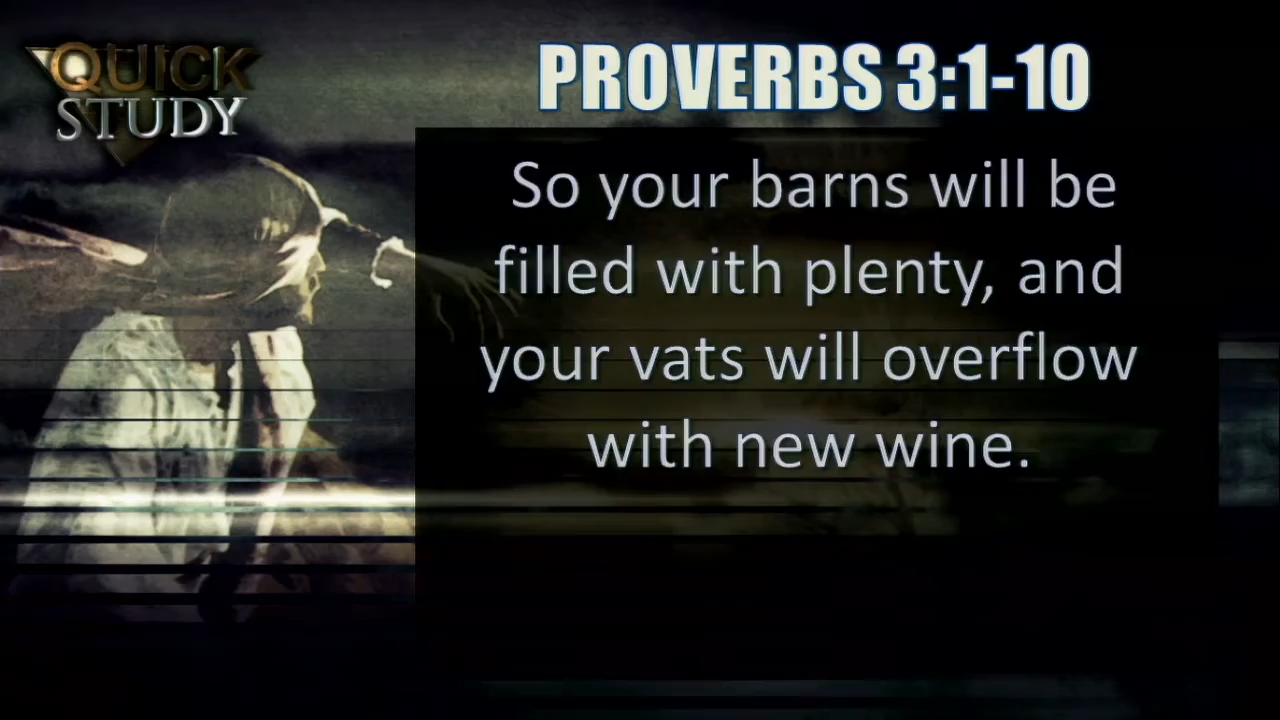 QUICK
STUDY
PROVERBS 3:1-10
So your barns will be
filled with plenty, and
your vats will overflow
with new wine.